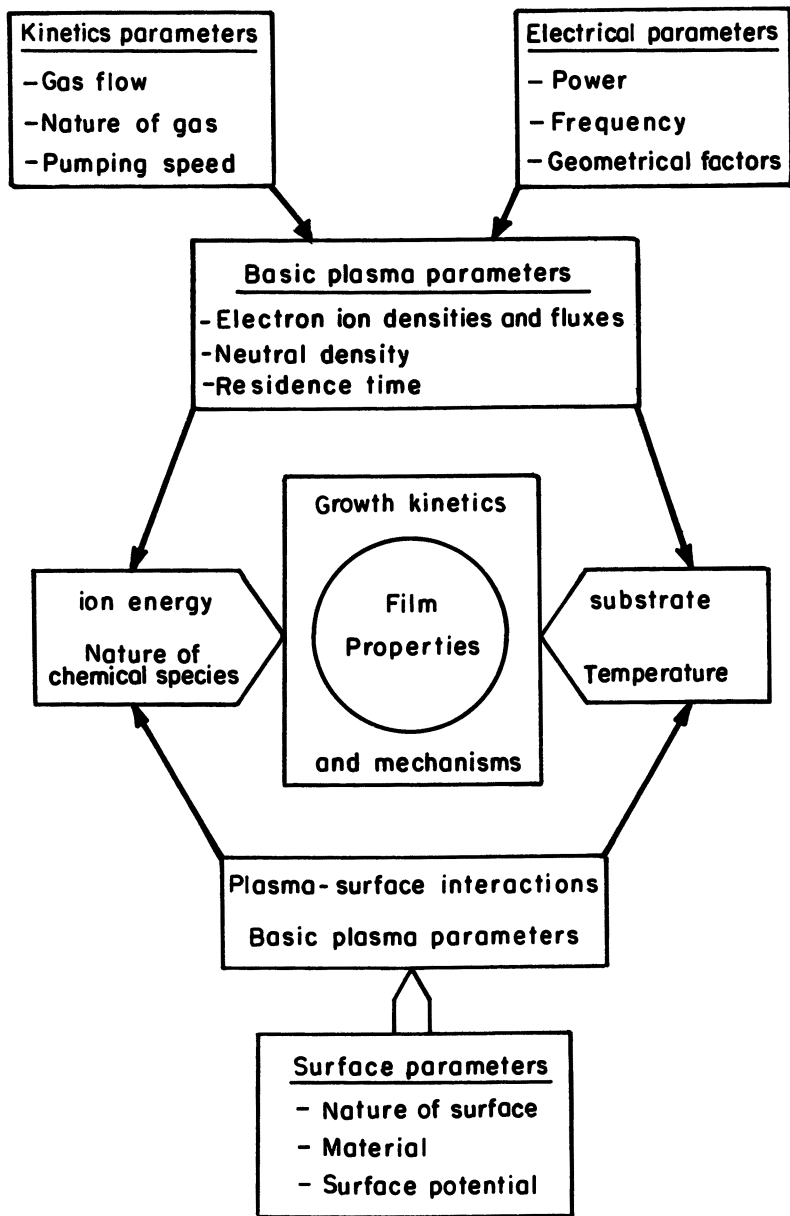 Kinetics parameters
-Gas flow
-Nature of gas
-Pumping speed
Electrical parameters
- Power
-Frequency
-Geometrical factors
Basic plasma parameters
-Electron ion densities and fluxes
-Neutral density
-Residence time
Growth kinetics
Film
Properties
and mechanisms
ion energy
Nature of
chemical species
substrate
Temperature
Plasma-surface interactions
Basic plasma parameters
Surface parameters
- Nature of surface
- Material
- Surface potential